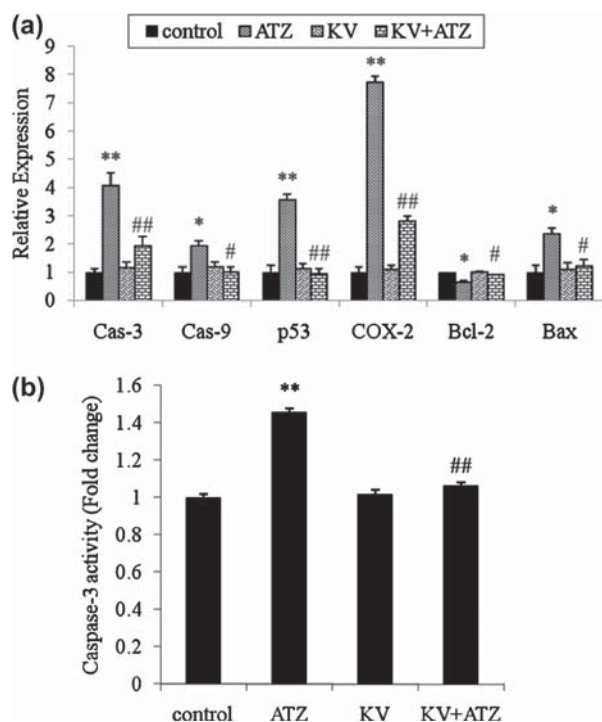 (a)
control ATZ KV KV+ATZ
Relative Expression
9
8
7
6
5
4
3
2
1
0
** ## * # ** ## ** ## * # * #
Cas-3 Cas-9 p53 COX-2 Bcl-2 Bax
(b)
Caspase-3 activity (Fold change)
1.6
1.4
1.2
1
0.8
0.6
0.4
0.2
0
** ##
control ATZ KV KV+ATZ